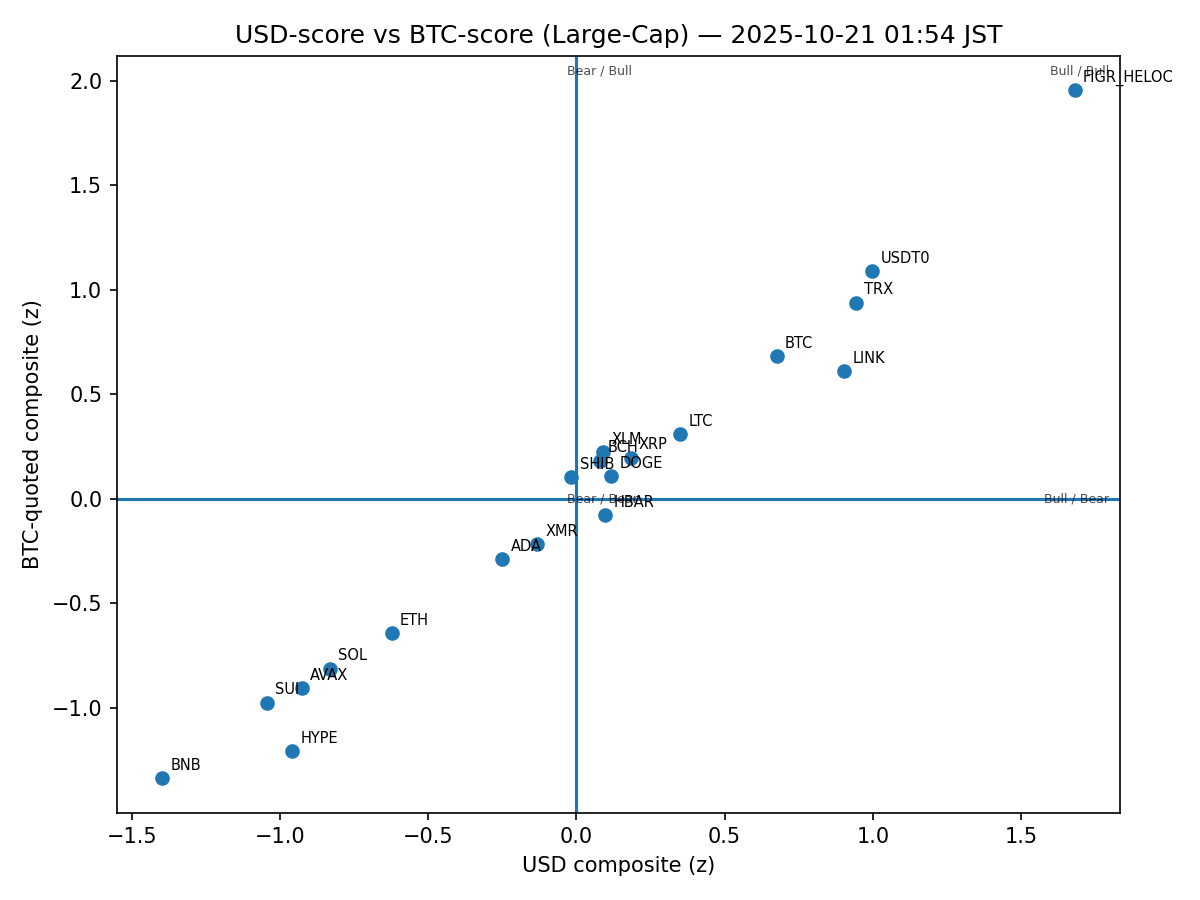 USD-score vs BTC-score (Large-Cap) — 2025-10-21 01:54 JST
Bear / Bull
Bull / Bull
FIGR_HELOC
2.0
1.5
USDT0
TRX
1.0
BTC
LINK
0.5
LTC
XLM
XRP
BCH
SHIB
DOGE
0.0
Bear / Bear
HBAR
Bull / Bear
XMR
ADA
−0.5
ETH
SOL
AVAX
SUI
−1.0
HYPE
BNB
−1.5
−1.0
−0.5
0.0
0.5
1.0
1.5
USD composite (z)
BTC-quoted composite (z)